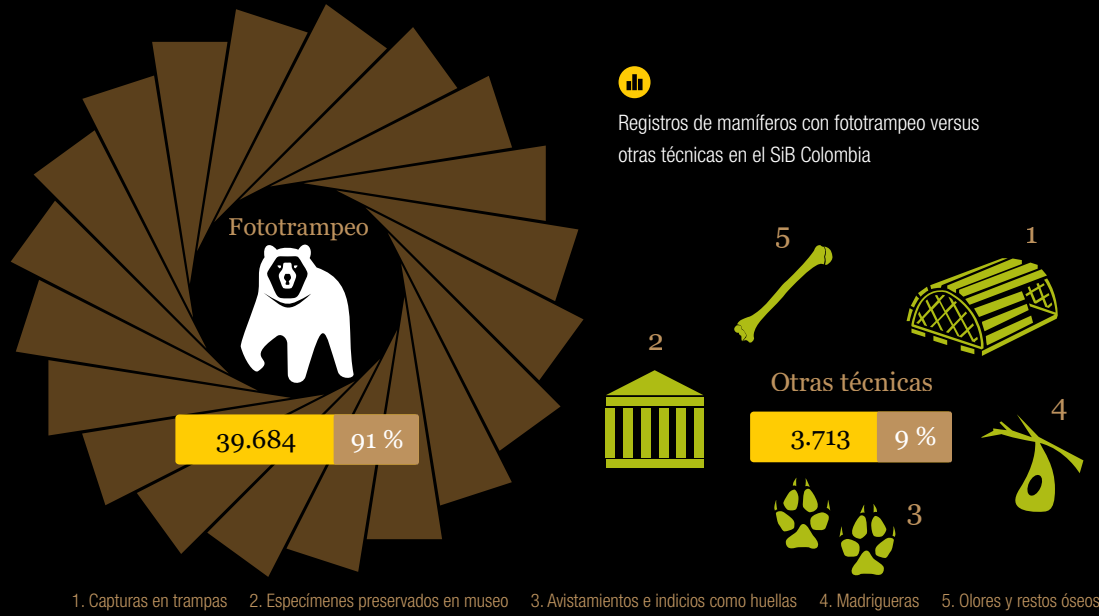 Registros de mamíferos con fototrampeo versus
otras técnicas en el SiB Colombia
Fototrampeo
39.684 91 %
5
1
2
Otras técnicas
3.713 9 %
4
3
1. Capturas en trampas 2. Especímenes preservados en museo 3. Avistamientos e indicios como huellas 4. Madrigueras 5. Olores y restos óseos